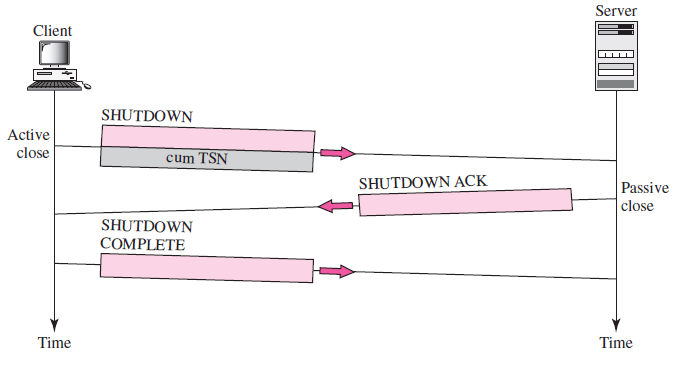 Server
Client
SHUTDOWN
Active
close
cum TSN
SHUTDOWN ACK
Passive
close
SHUTDOWN
COMPLETE
Time
Time